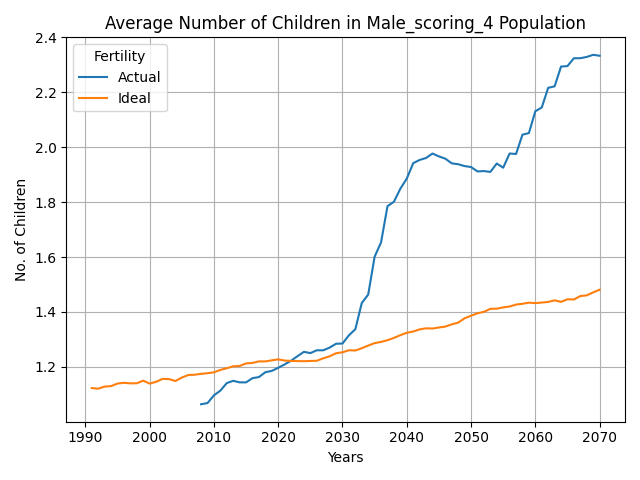 Average Number of Children in Male_scoring_4 Population
Fertility
Actual
Ideal
No. of Children
2.4
2.2
2.0
1.8
1.6
1.4
1.2
1990 2000 2010 2020 2030 2040 2050 2060 2070
Years